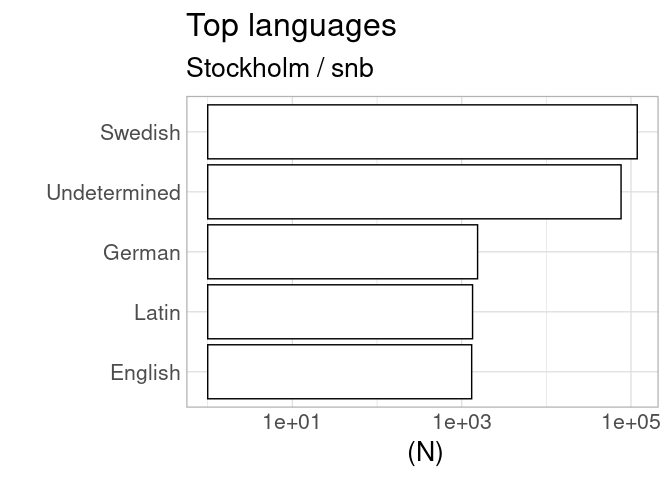 Top languages
Stockholm / snb
Swedish
Undetermined
German
Latin
English
1e+01 1e+03 1e+05
(N)